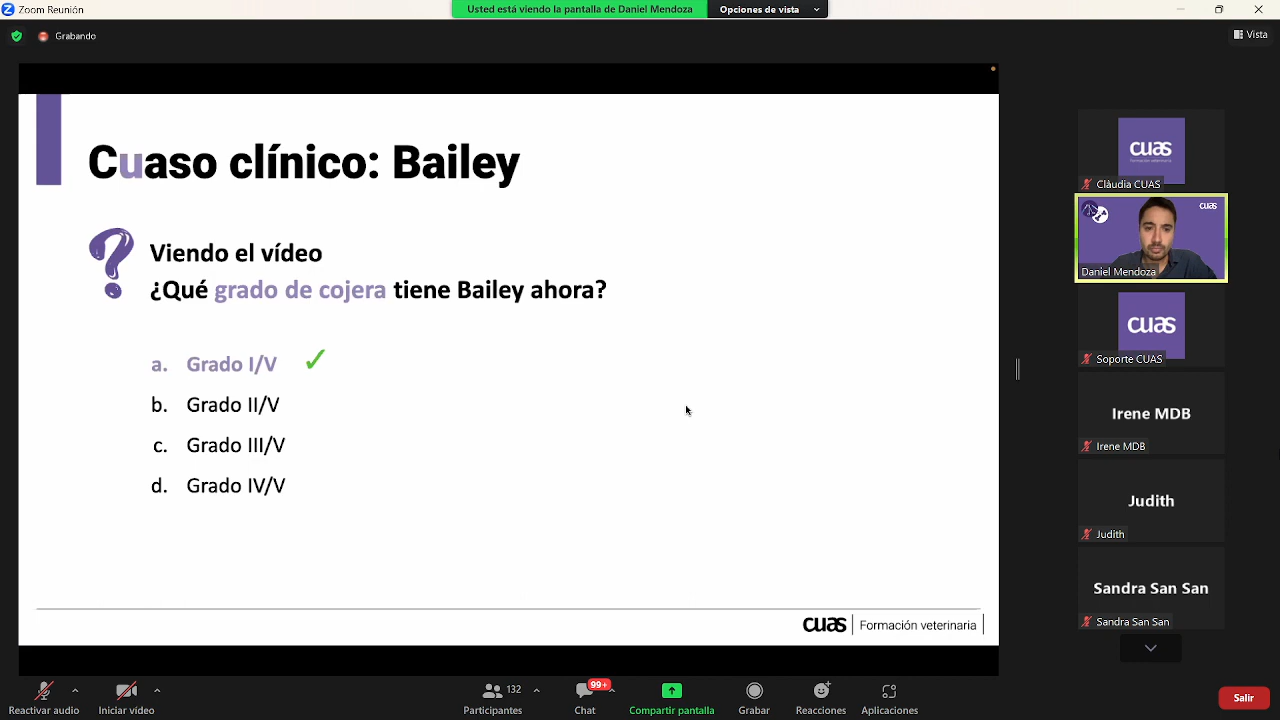 Zoom Reunión
Usted está viendo la pantalla de Daniel Mendoza
Opciones de vista
Grabando
Vista
Cuaso clínico: Bailey
?
Viendo el vídeo
¿Qué grado de cojera tiene Bailey ahora?
a. Grado I/V ✓
b. Grado II/V
c. Grado III/V
d. Grado IV/V
cuas | Formación veterinaria
cuas
Formación veterinaria
Clàudia CUAS
cuas
Daniel Mendoza
cuas
Soporte CUAS
Irene MDB
Irene MDB
Judith
Judith
Sandra San San
Sandra San San
Reactivar audio
Iniciar vídeo
132
Participantes
99+
Chat
Compartir pantalla
Grabar
Reacciones
Aplicaciones
Salir